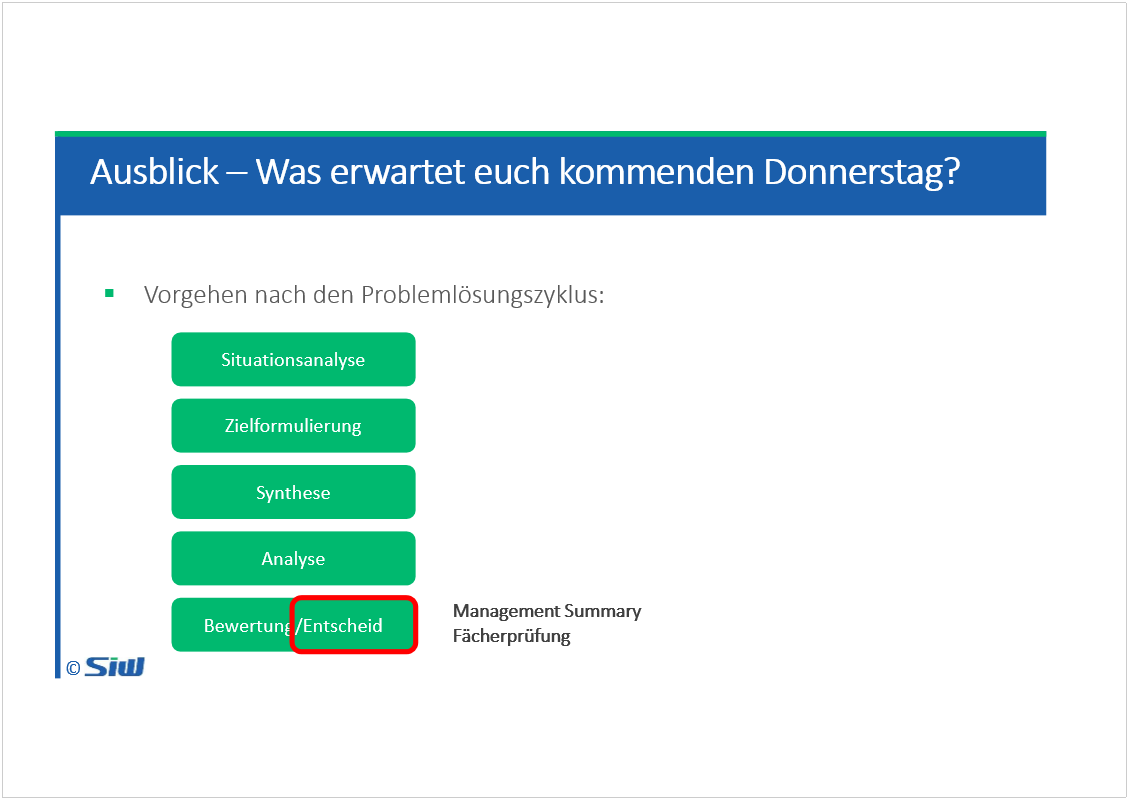 Ausblick – Was erwartet euch kommenden Donnerstag?
Vorgehen nach den Problemlösungszyklus:
Situationsanalyse
Zielformulierung
Synthese
Analyse
Bewertung/Entscheid
Management Summary
Fächerprüfung
© SIW